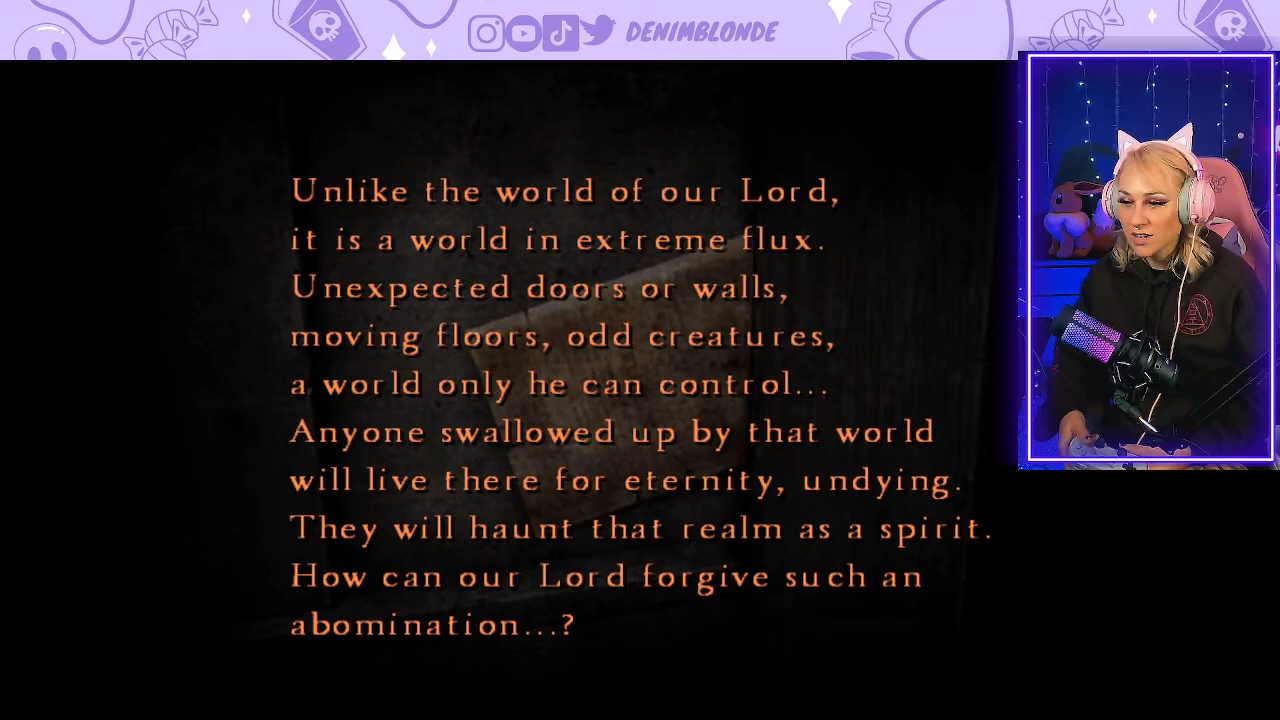 DENIMBLONDE
Unlike the world of our Lord,
it is a world in extreme flux.
Unexpected doors or walls,
moving floors, odd creatures,
a world only he can control...
Anyone swallowed up by that world
will live there for eternity, undying.
They will haunt that realm as a spirit.
How can our Lord forgive such an
abomination...?